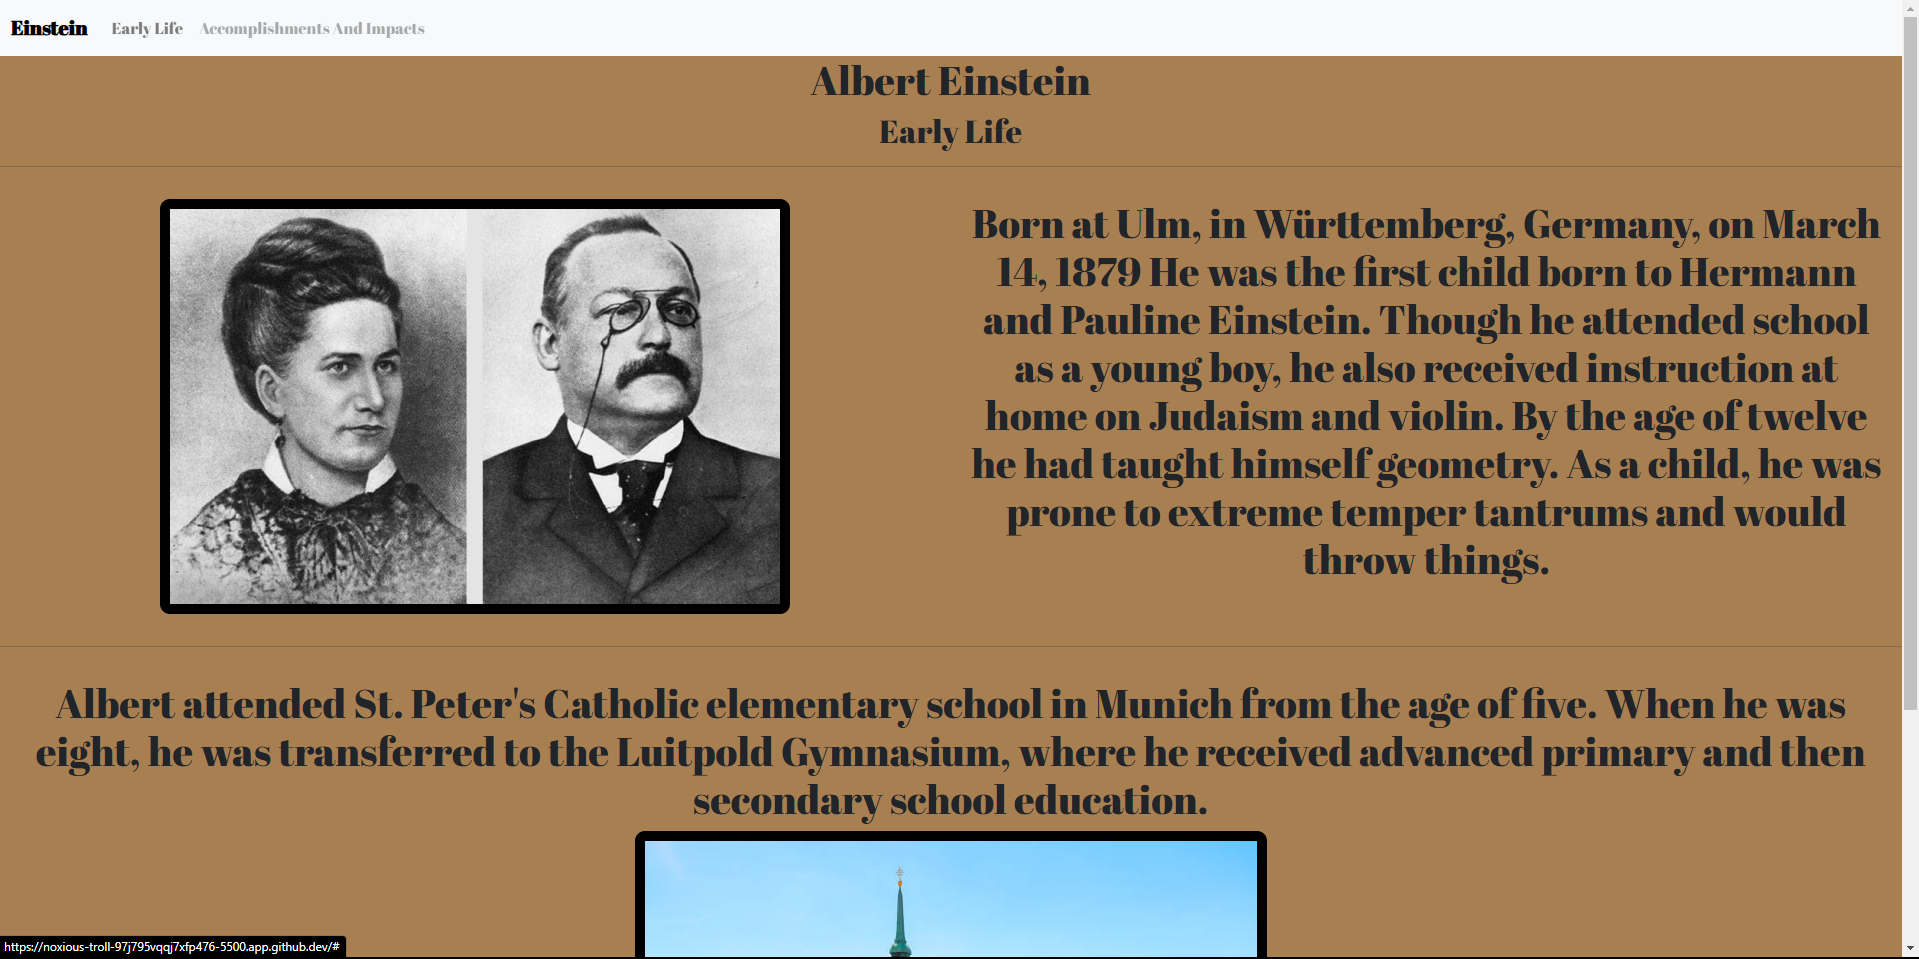 Einstein Early Life Accomplishments And Impacts
Albert Einstein
Early Life
Born at Ulm, in Württemberg, Germany, on March
14, 1879 He was the first child born to Hermann
and Pauline Einstein. Though he attended school
as a young boy, he also received instruction at
home on Judaism and violin. By the age of twelve
he had taught himself geometry. As a child, he was
prone to extreme temper tantrums and would
throw things.
Albert attended St. Peter's Catholic elementary school in Munich from the age of five. When he was
eight, he was transferred to the Luitpold Gymnasium, where he received advanced primary and then
secondary school education.
https://noxious-troll-97j795vqqj7xfp476-5500.app.github.dev/#